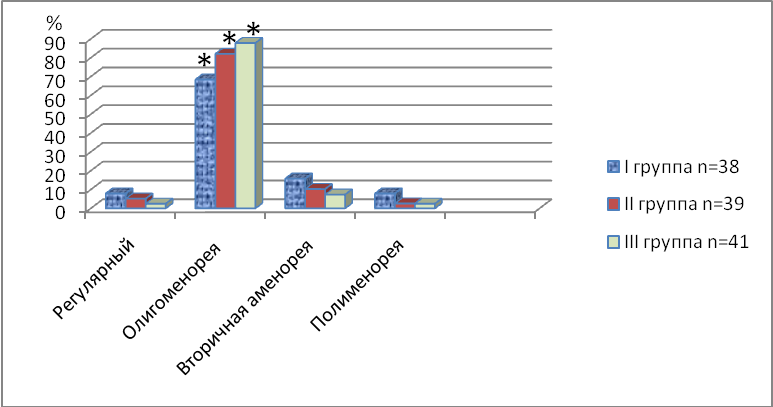 %
90
80
70
60
50
40
30
20
10
0
* * *
Регулярный
Олигоменорея
Вторичная аменорея
Полименорея
I группа n=38
II группа n=39
III группа n=41